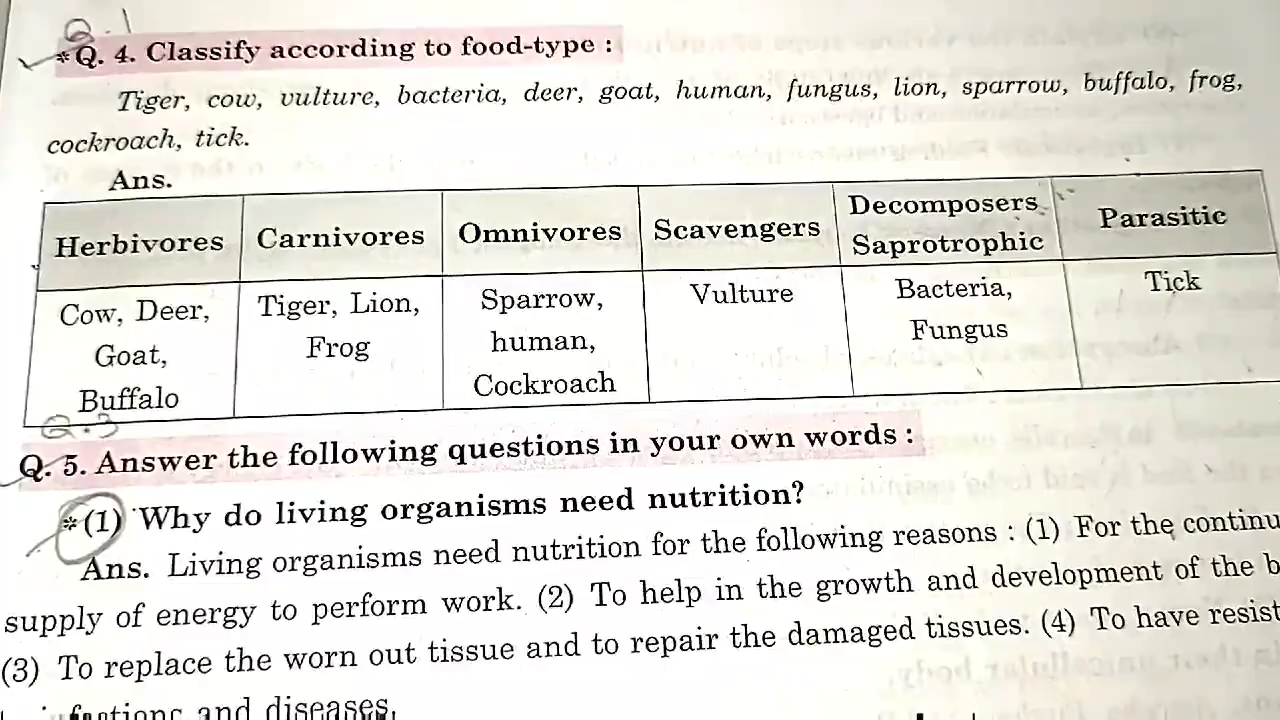 Q. 1
*Q. 4. Classify according to food-type :
Tiger, cow, vulture, bacteria, deer, goat, human, fungus, lion, sparrow, buffalo, frog,
cockroach, tick.
Ans.
Herbivores Carnivores Omnivores Scavengers Decomposers Saprotrophic Parasitic
Cow, Deer, Goat, Buffalo
Tiger, Lion, Frog
Sparrow, human, Cockroach
Vulture
Bacteria, Fungus
Tick
Q.3
Q. 5. Answer the following questions in your own words :
*(1) Why do living organisms need nutrition?
Ans. Living organisms need nutrition for the following reasons : (1) For the continu
supply of energy to perform work. (2) To help in the growth and development of the b
(3) To replace the worn out tissue and to repair the damaged tissues. (4) To have resist
and diseases.